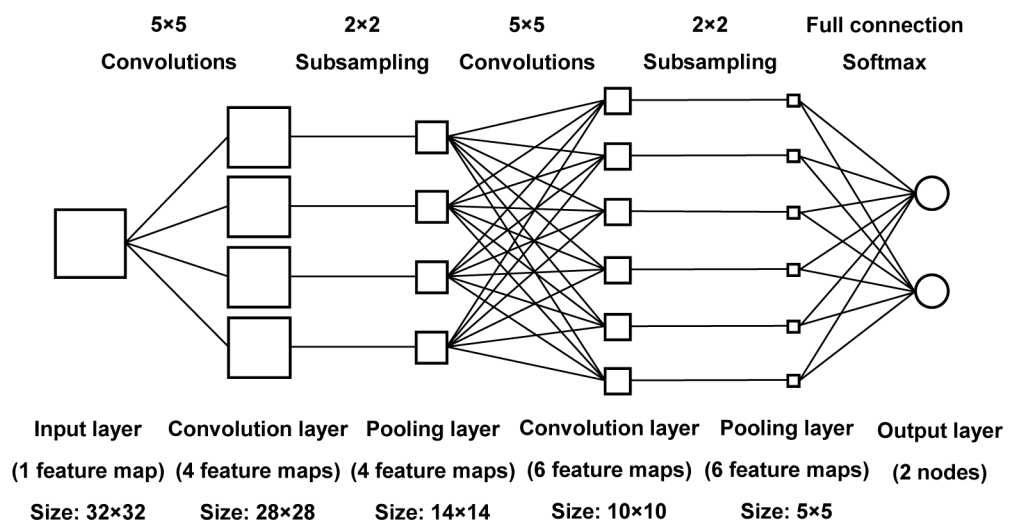 5×5 2×2 5×5 2×2 Full connection
Convolutions Subsampling Convolutions Subsampling Softmax
Input layer Convolution layer Pooling layer Convolution layer Pooling layer Output layer
(1 feature map) (4 feature maps) (4 feature maps) (6 feature maps) (6 feature maps) (2 nodes)
Size: 32×32 Size: 28×28 Size: 14×14 Size: 10×10 Size: 5×5